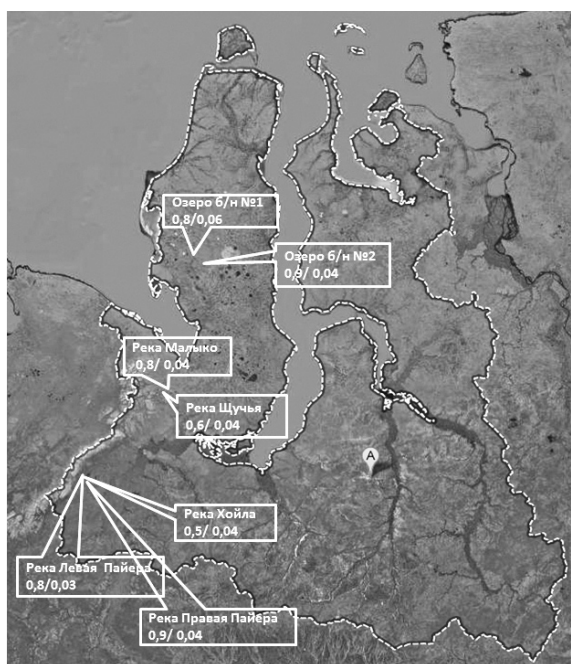 Озеро б/н №1
0,8/0,06
Озеро б/н №2
0,9/ 0,04
Река Малыко
0,8/ 0,04
Река Щучья
0,6/ 0,04
Река Хойла
0,5/ 0,04
Река Левая Пайера
0,8/0,03
Река Правая Пайера
0,9/ 0,04
A